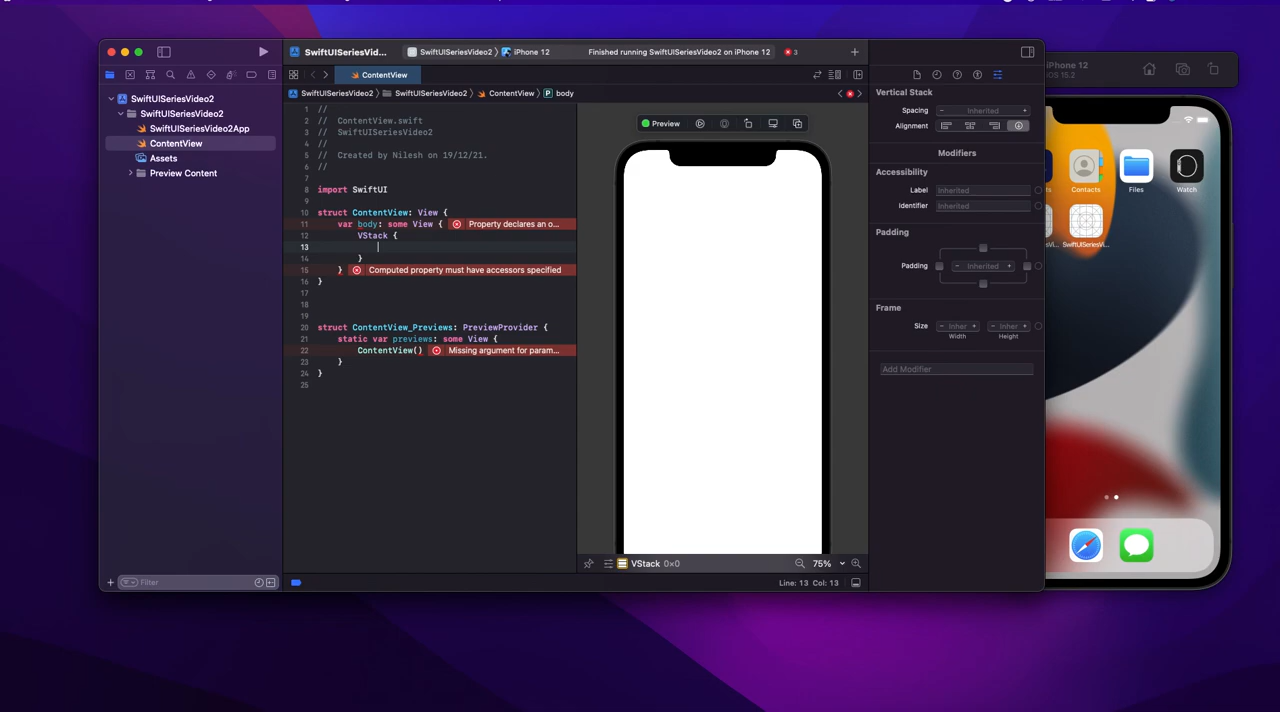 SwiftUISeriesVid...
SwiftUISeriesVideo2
iPhone 12
Finished running SwiftUISeriesVideo2 on iPhone 12
3
ContentView
SwiftUISeriesVideo2
SwiftUISeriesVideo2
ContentView
P
body
SwiftUISeriesVideo2
SwiftUISeriesVideo2
SwiftUISeriesVideo2App
ContentView
Assets
Preview Content
1 //
2 // ContentView.swift
3 // SwiftUISeriesVideo2
4 //
5 // Created by Nilesh on 19/12/21.
6 //
7
8 import SwiftUI
9
10 struct ContentView: View {
11 var body: some View { Property declares an o...
12 VStack {
13
14 }
15 } Computed property must have accessors specified
16 }
17
18
19
20 struct ContentView_Previews: PreviewProvider {
21 static var previews: some View {
22 ContentView() Missing argument for param...
23 }
24 }
25
Preview
VStack 0×0
75%
Line: 13 Col: 13
Filter
Vertical Stack
Spacing
Inherited
Alignment
Modifiers
Accessibility
Label
Inherited
Identifier
Inherited
Padding
Padding
Inherited
Frame
Size
Inher
Inher
Width
Height
Add Modifier
iPhone 12
iOS 15.2
Contacts
Files
Watch
SwiftUISeriesVi...